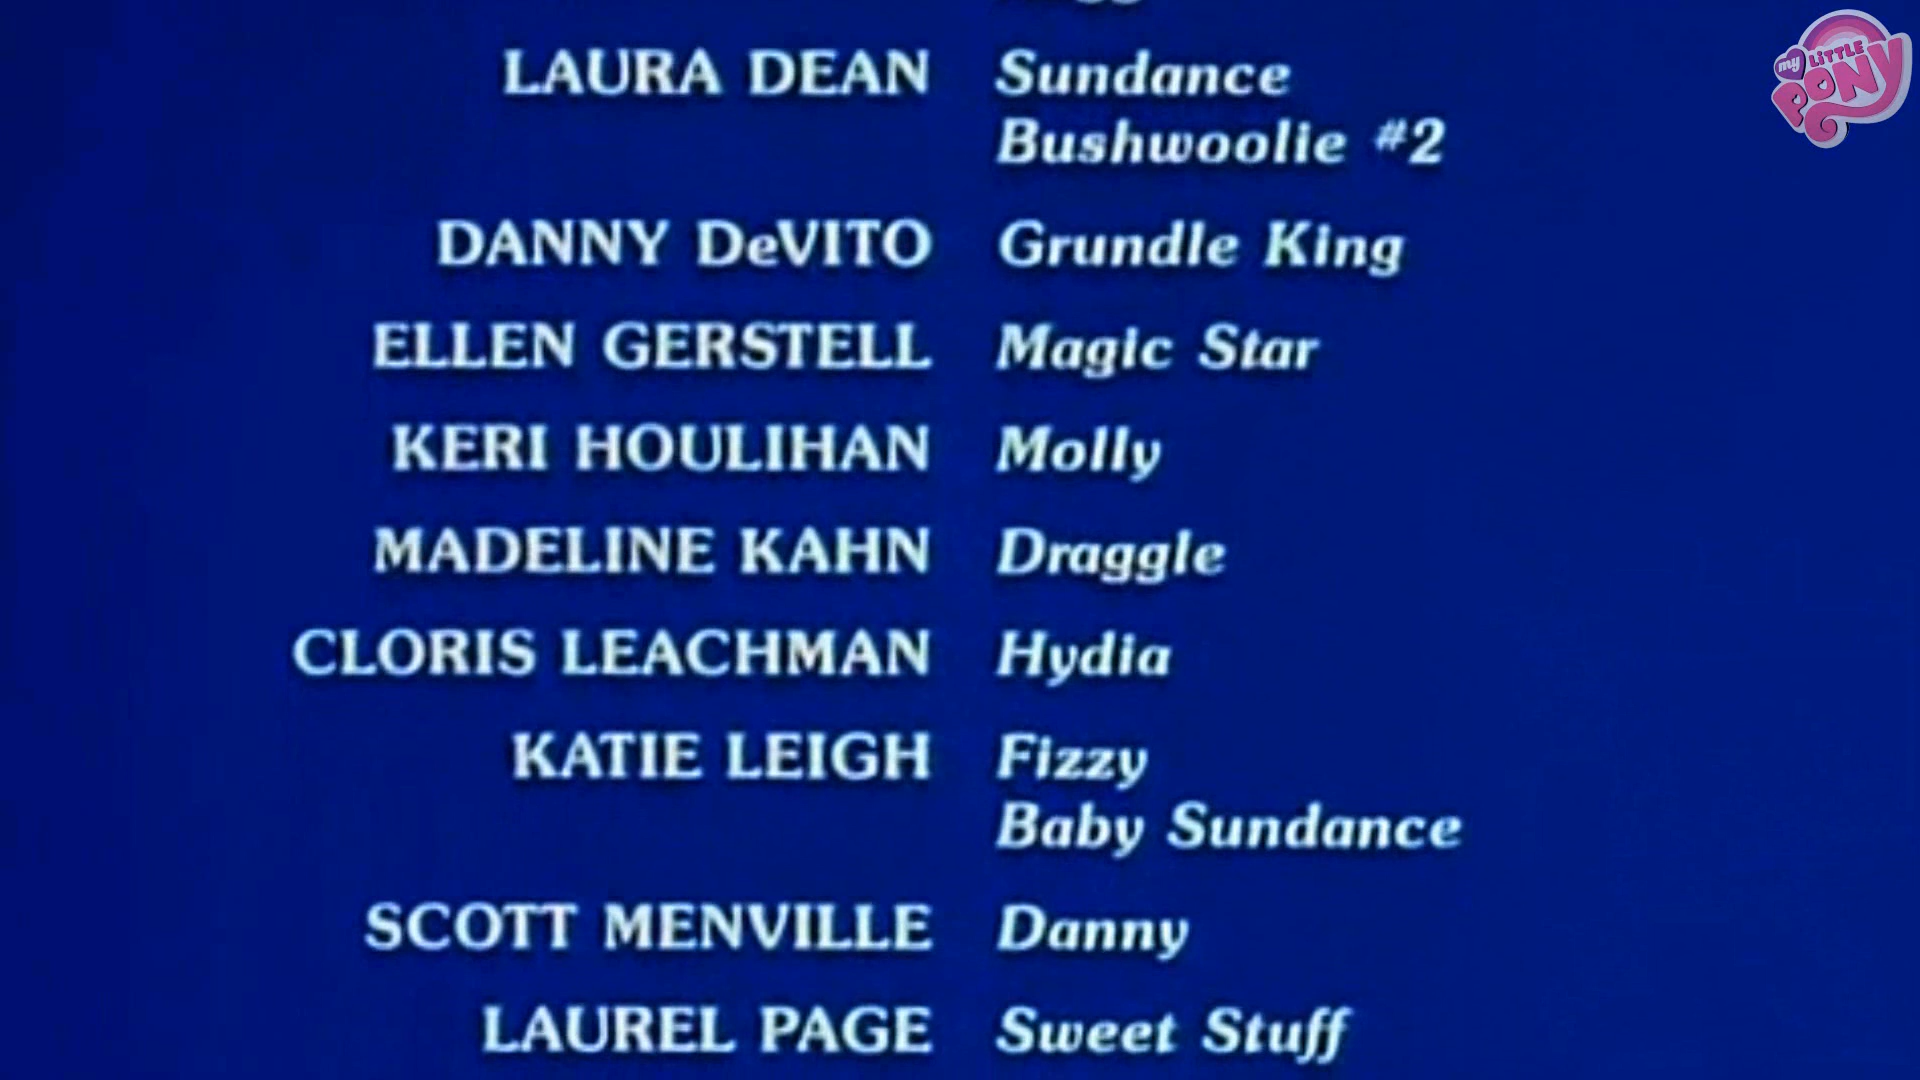 LAURA DEAN Sundance
Bushwoolie #2
DANNY DeVITO Grundle King
ELLEN GERSTELL Magic Star
KERI HOULIHAN Molly
MADELINE KAHN Draggle
CLORIS LEACHMAN Hydia
KATIE LEIGH Fizzy
Baby Sundance
SCOTT MENVILLE Danny
LAUREL PAGE Sweet Stuff
my LiTTLE PONY